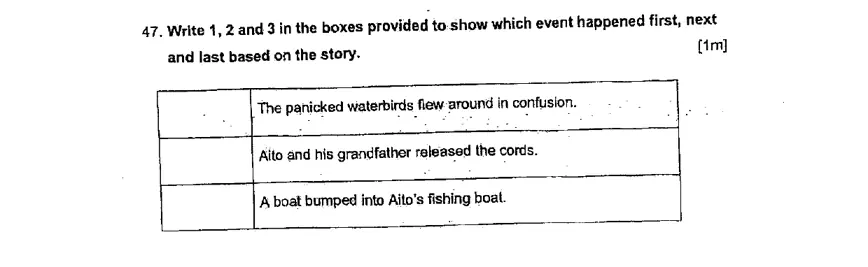 47. Write 1, 2 and 3 in the boxes provided to show which event happened first, next
and last based on the story. [1m]
The panicked waterbirds flew around in confusion.
Aito and his grandfather released the cords.
A boat bumped into Aito's fishing boat.